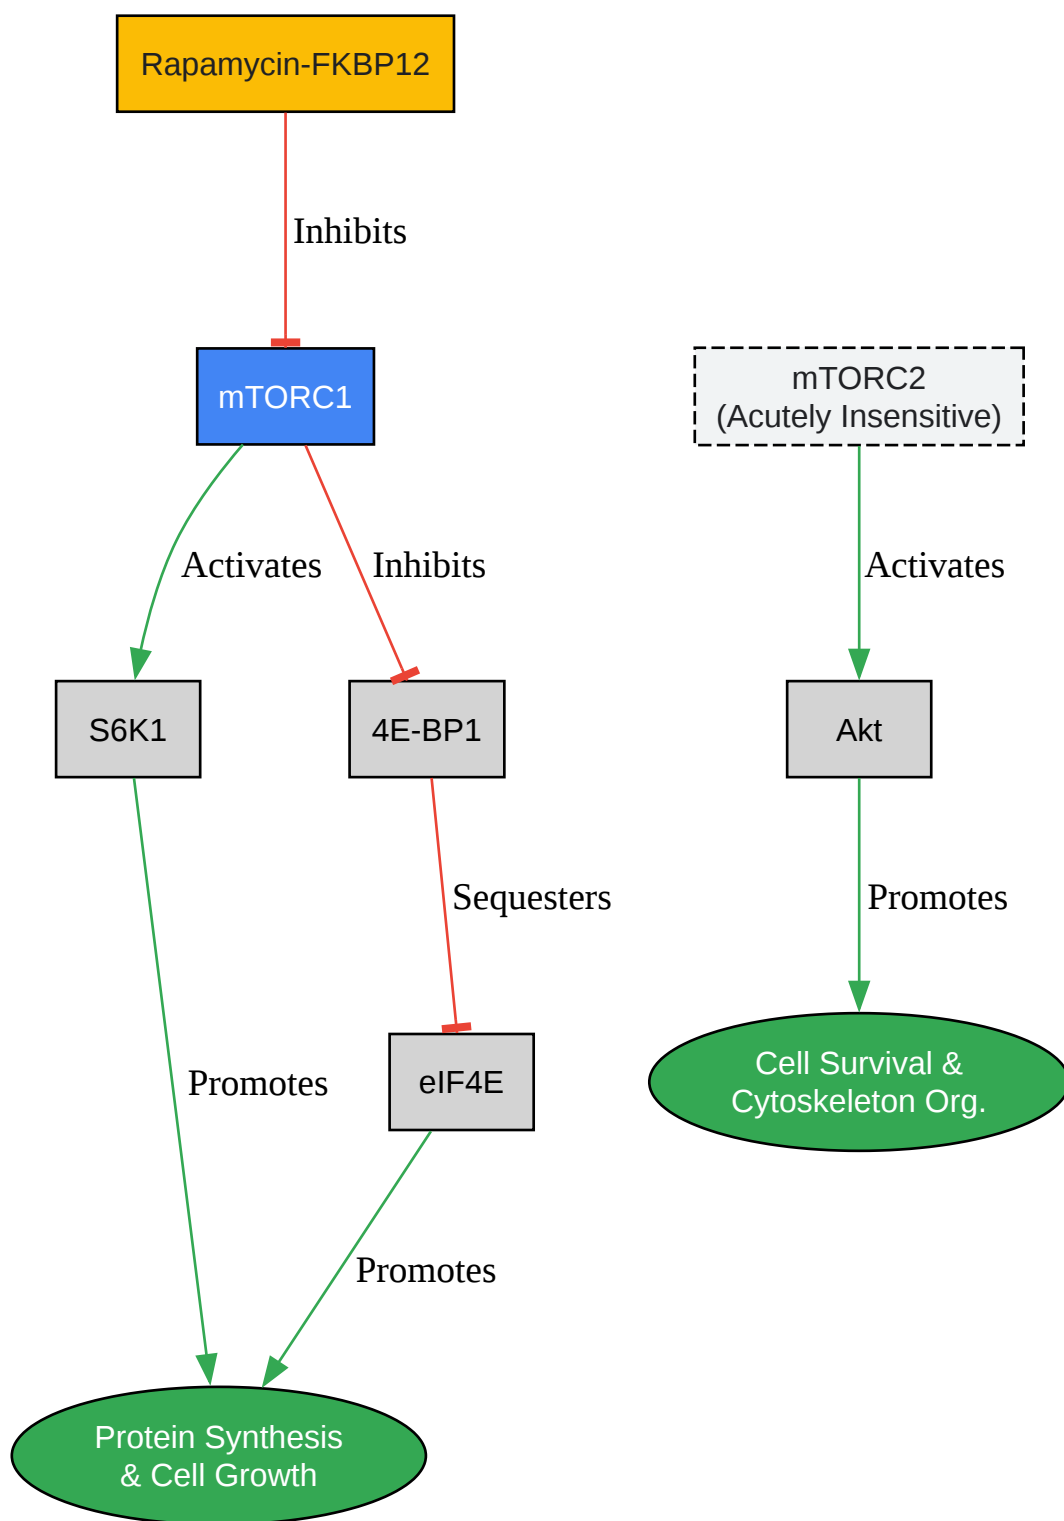 Rapamycin-FKBP12
Inhibits
mTORC1
mTORC2
(Acutely Insensitive)
Activates
Inhibits
Activates
S6K1
4E-BP1
Akt
Sequesters
Promotes
Promotes
eIF4E
Cell Survival &
Cytoskeleton Org.
Promotes
Protein Synthesis
& Cell Growth